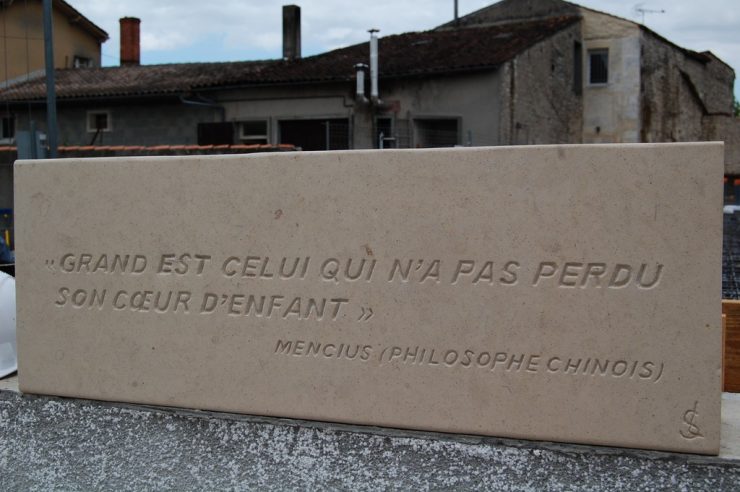 « GRAND EST CELUI QUI N'A PAS PERDU
SON CŒUR D'ENFANT »
MENCIUS (PHILOSOPHE CHINOIS)